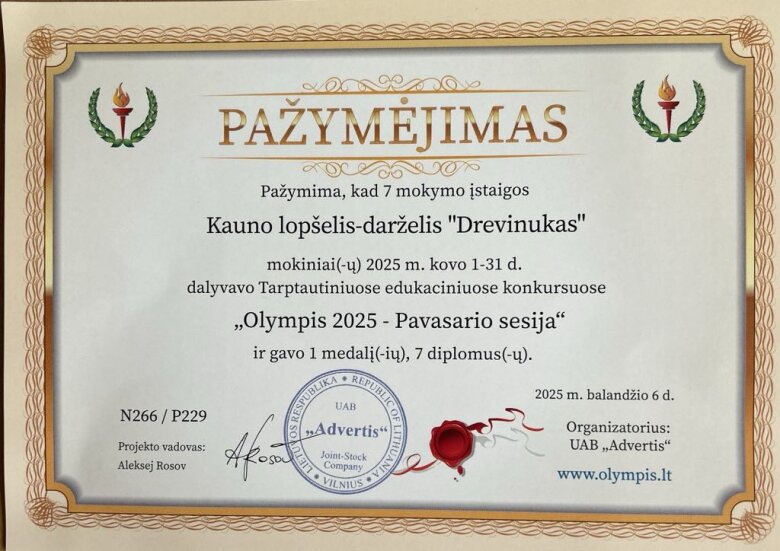 PAŽYMĖJIMAS
Pažymima, kad 7 mokymo įstaigos
Kauno lopšelis-darželis "Drevinukas"
mokiniai(-ų) 2025 m. kovo 1-31 d.
dalyvavo Tarptautiniuose edukaciniuose konkursuose
„Olympis 2025 - Pavasario sesija“
ir gavo 1 medalį(-ių), 7 diplomus(-ų).
N266 / P229
Projekto vadovas:
Aleksej Rosov
LIETUVOS RESPUBLIKA * REPUBLIC OF LITHUANIA
* VILNIUS *
UAB
„Advertis“
Joint-Stock
Company
2025 m. balandžio 6 d.
Organizatorius:
UAB „Advertis“
www.olympis.lt